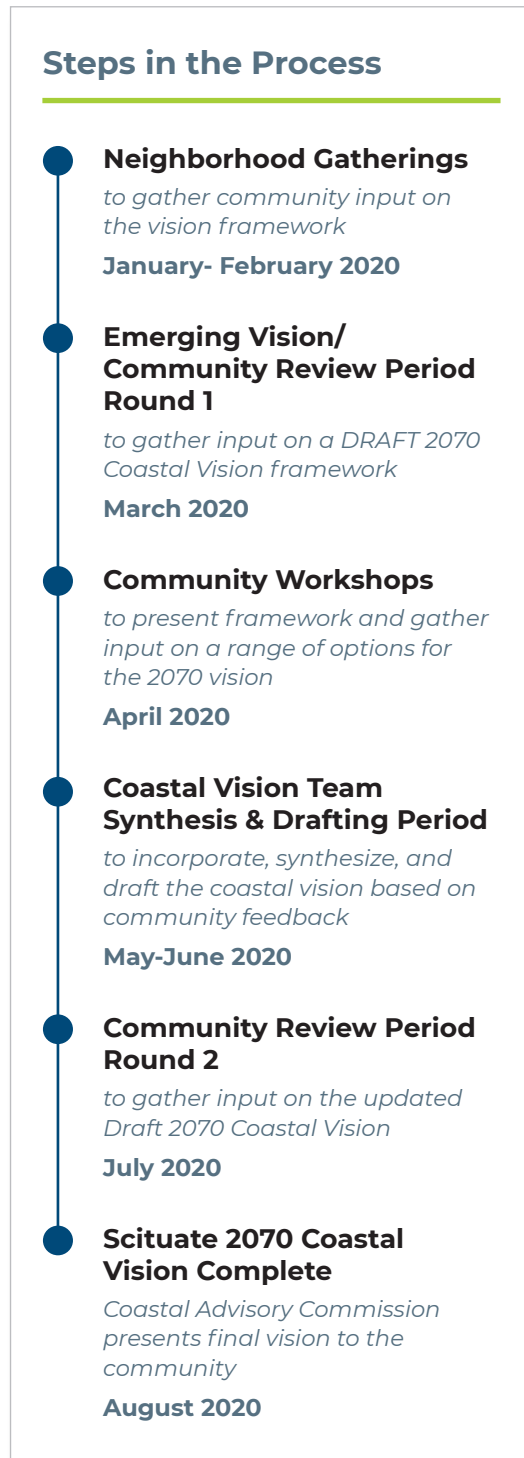 Steps in the Process
Neighborhood Gatherings
to gather community input on
the vision framework
January- February 2020
Emerging Vision/
Community Review Period
Round 1
to gather input on a DRAFT 2070
Coastal Vision framework
March 2020
Community Workshops
to present framework and gather
input on a range of options for
the 2070 vision
April 2020
Coastal Vision Team
Synthesis & Drafting Period
to incorporate, synthesize, and
draft the coastal vision based on
community feedback
May-June 2020
Community Review Period
Round 2
to gather input on the updated
Draft 2070 Coastal Vision
July 2020
Scituate 2070 Coastal
Vision Complete
Coastal Advisory Commission
presents final vision to the
community
August 2020